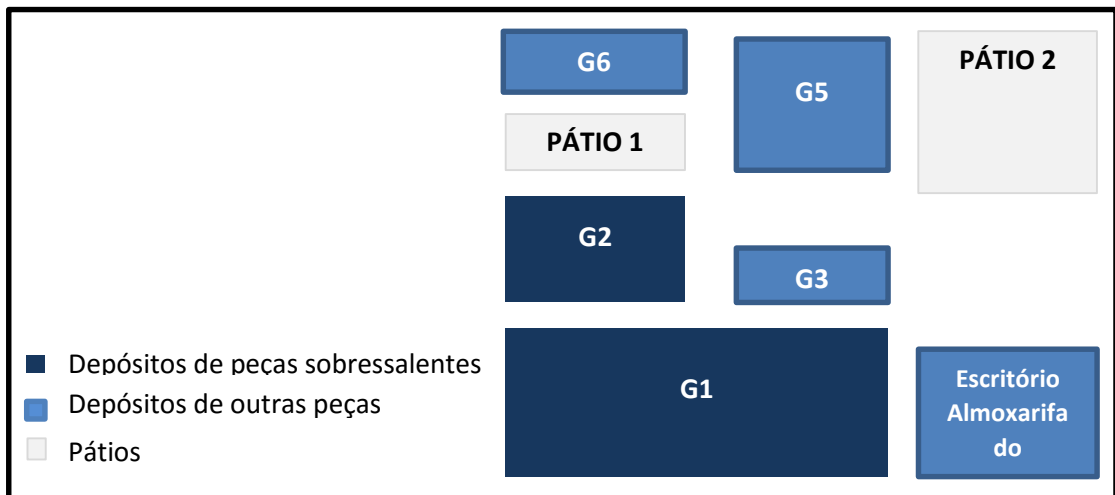 G6
G5
PÁTIO 2
PÁTIO 1
G2
G3
G1
Escritório
Almoxarifa
do
Depósitos de peças sobressalentes
Depósitos de outras peças
Pátios